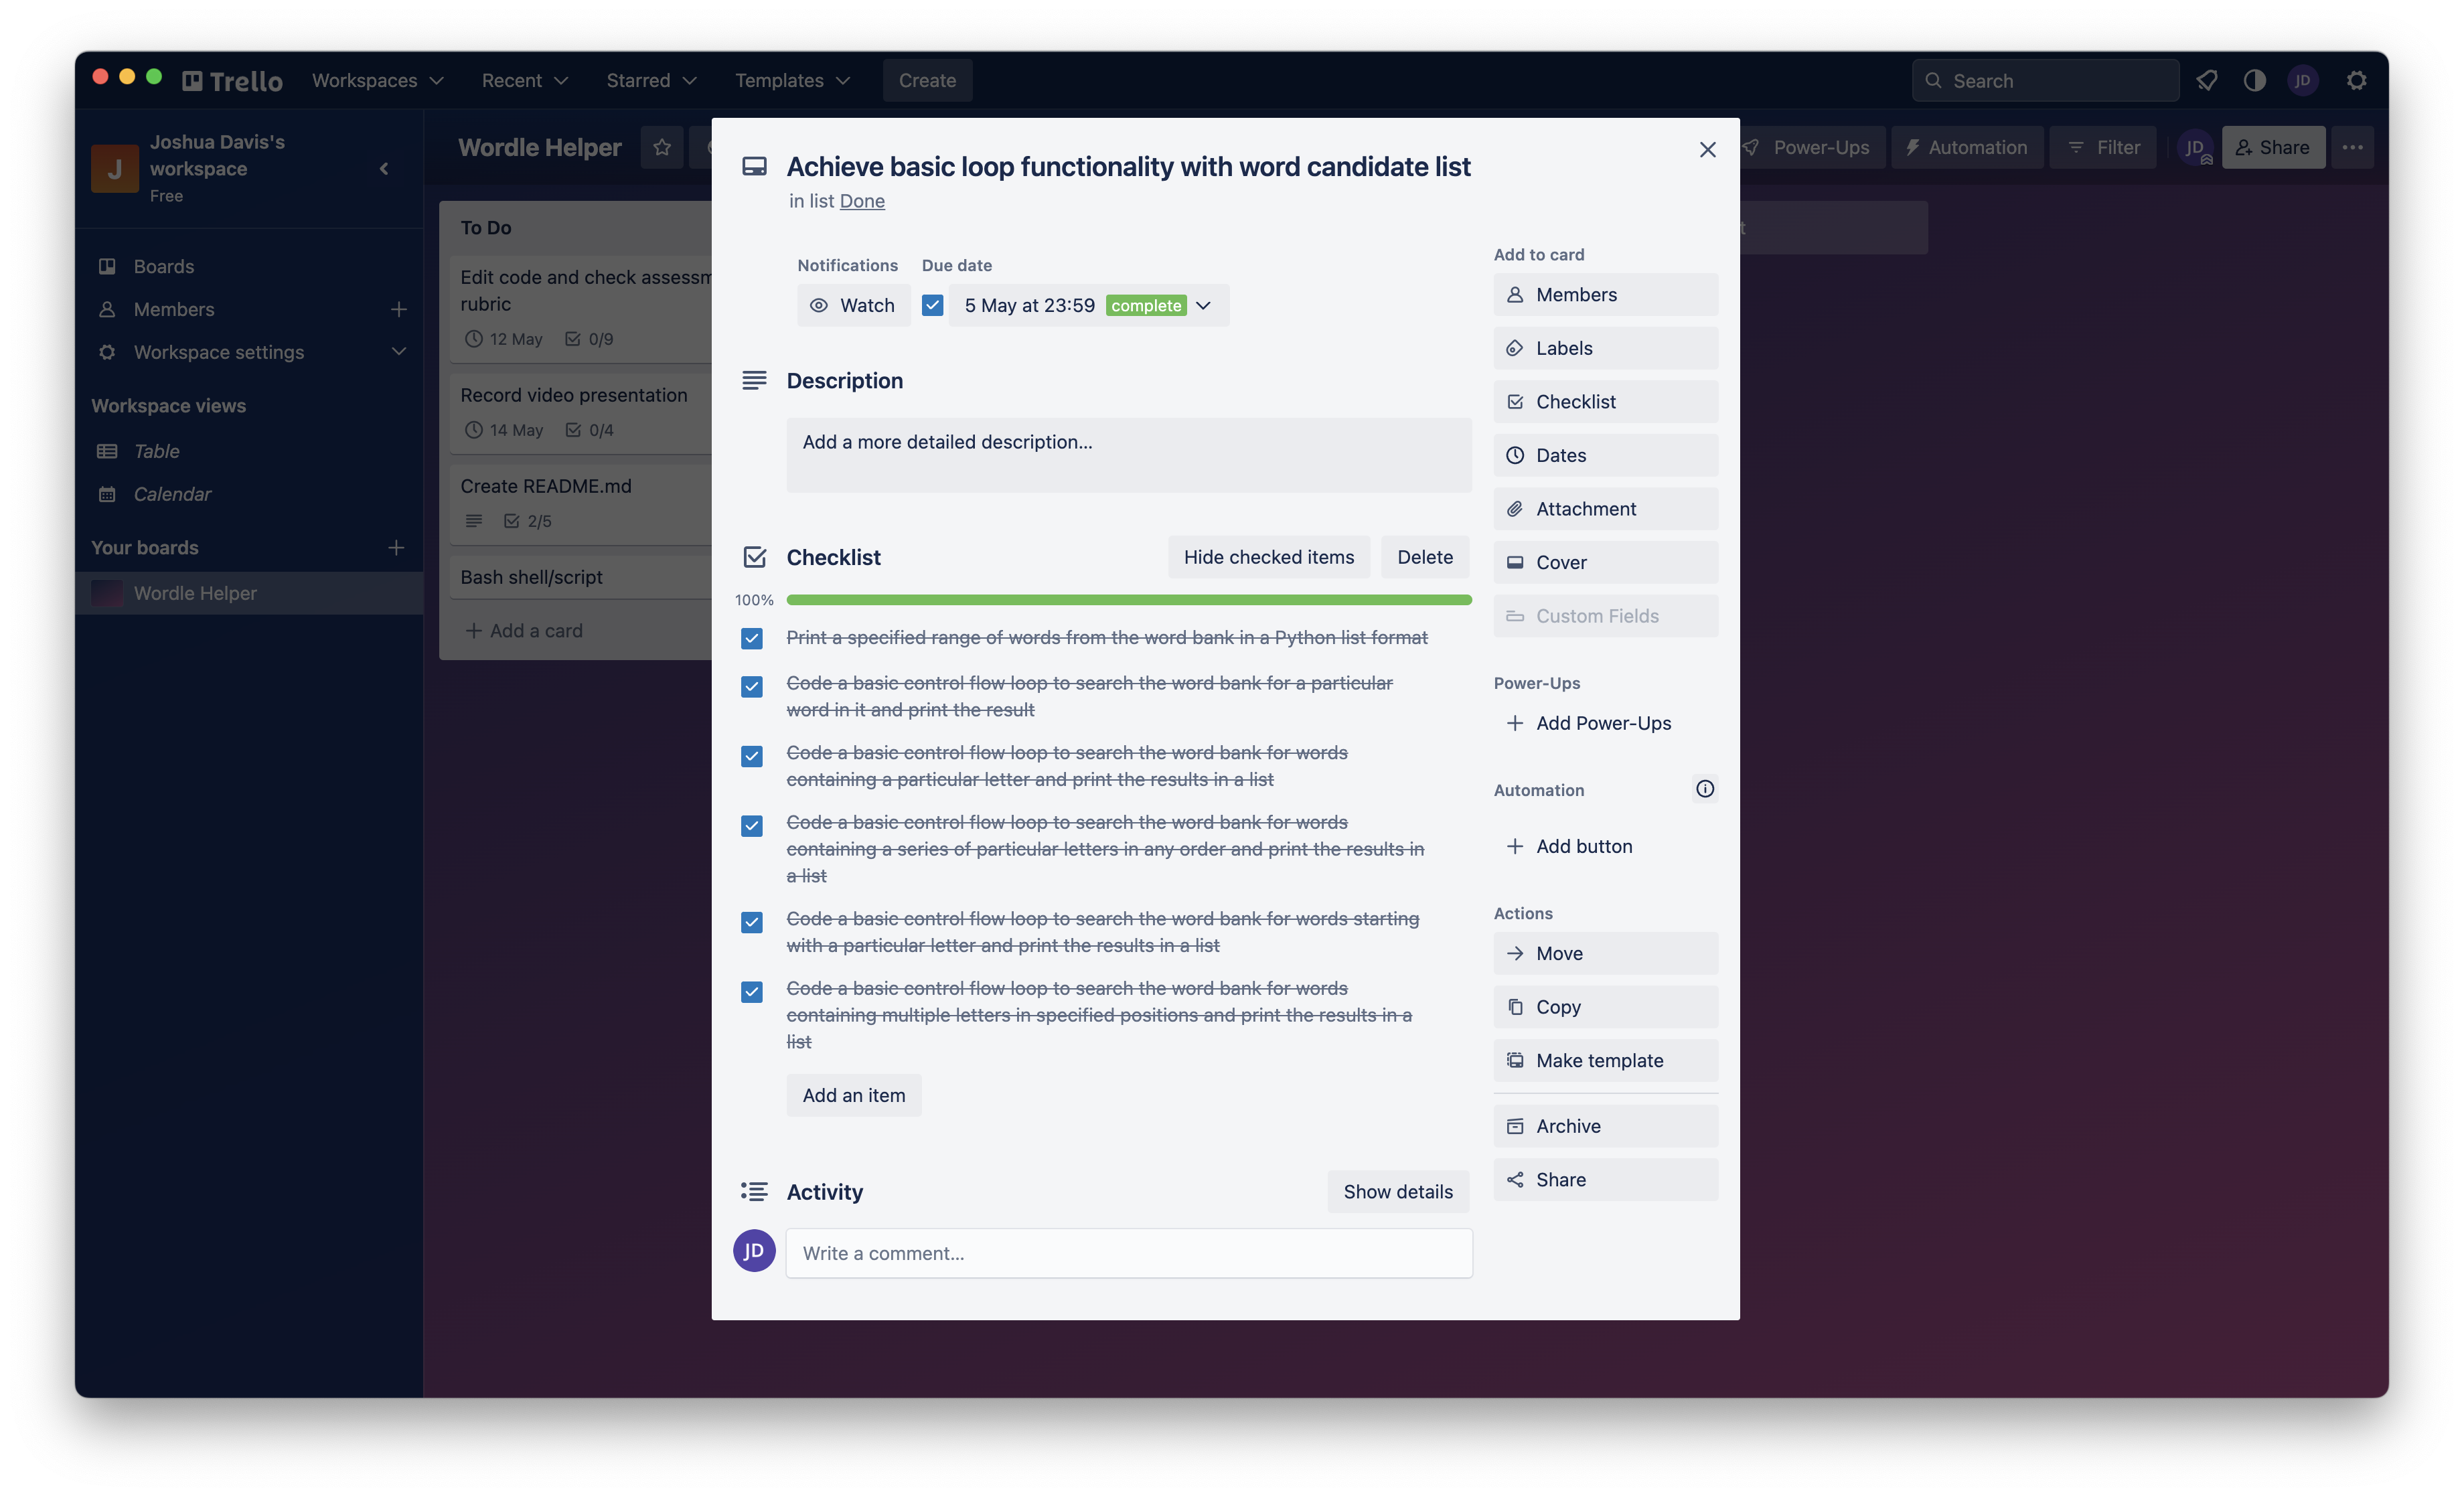 Trello
Workspaces
Recent
Starred
Templates
Create
Search
JD
J
Joshua Davis's
workspace
Free
Boards
Members
Workspace settings
Workspace views
Table
Calendar
Your boards
Wordle Helper
Wordle Helper
Power-Ups
Automation
Filter
JD
Share
To Do
Edit code and check assessm
rubric
12 May 0/9
Record video presentation
14 May 0/4
Create README.md
2/5
Bash shell/script
Add a card
Achieve basic loop functionality with word candidate list
in list Done
Notifications Due date
Watch 5 May at 23:59 complete
Description
Add a more detailed description...
Checklist
Hide checked items Delete
100%
Print a specified range of words from the word bank in a Python list format
Code a basic control flow loop to search the word bank for a particular
word in it and print the result
Code a basic control flow loop to search the word bank for words
containing a particular letter and print the results in a list
Code a basic control flow loop to search the word bank for words
containing a series of particular letters in any order and print the results in
a list
Code a basic control flow loop to search the word bank for words starting
with a particular letter and print the results in a list
Code a basic control flow loop to search the word bank for words
containing multiple letters in specified positions and print the results in a
list
Add an item
Activity
Show details
JD
Write a comment...
Add to card
Members
Labels
Checklist
Dates
Attachment
Cover
Custom Fields
Power-Ups
Add Power-Ups
Automation
Add button
Actions
Move
Copy
Make template
Archive
Share